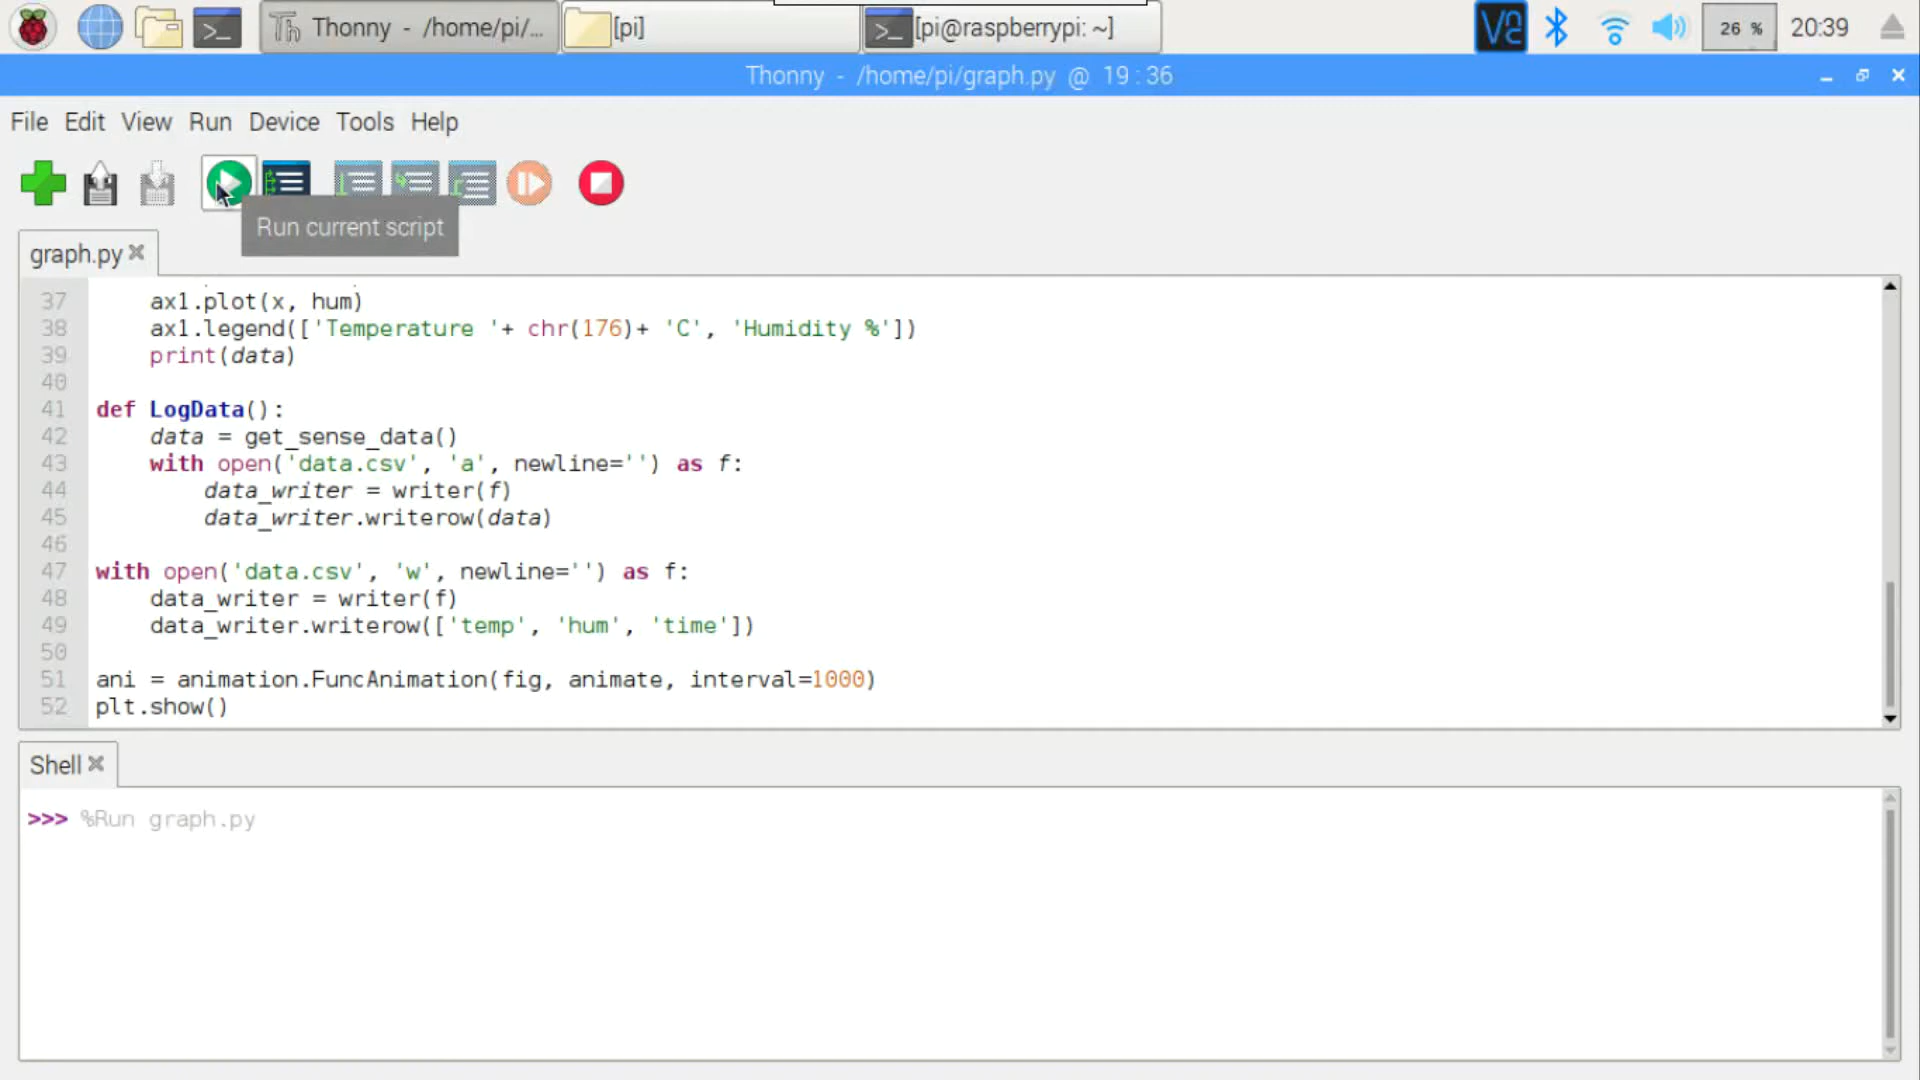 Thonny - /home/pi/...
[pi]
[pi@raspberrypi: ~]
26 %
20:39
Thonny - /home/pi/graph.py @ 19 : 36
File Edit View Run Device Tools Help
Run current script
graph.py
37 ax1.plot(x, hum)
38 ax1.legend(['Temperature '+ chr(176)+ 'C', 'Humidity %'])
39 print(data)
40
41 def LogData():
42 data = get_sense_data()
43 with open('data.csv', 'a', newline='') as f:
44 data_writer = writer(f)
45 data_writer.writerow(data)
46
47 with open('data.csv', 'w', newline='') as f:
48 data_writer = writer(f)
49 data_writer.writerow(['temp', 'hum', 'time'])
50
51 ani = animation.FuncAnimation(fig, animate, interval=1000)
52 plt.show()
Shell
>>> %Run graph.py